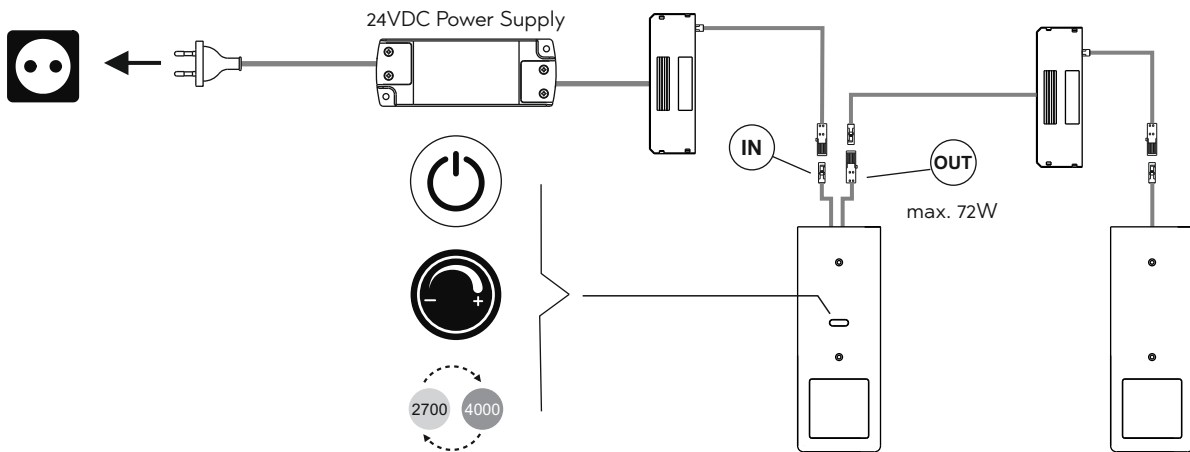 24VDC Power Supply
IN
OUT
max. 72W
- +
2700 4000